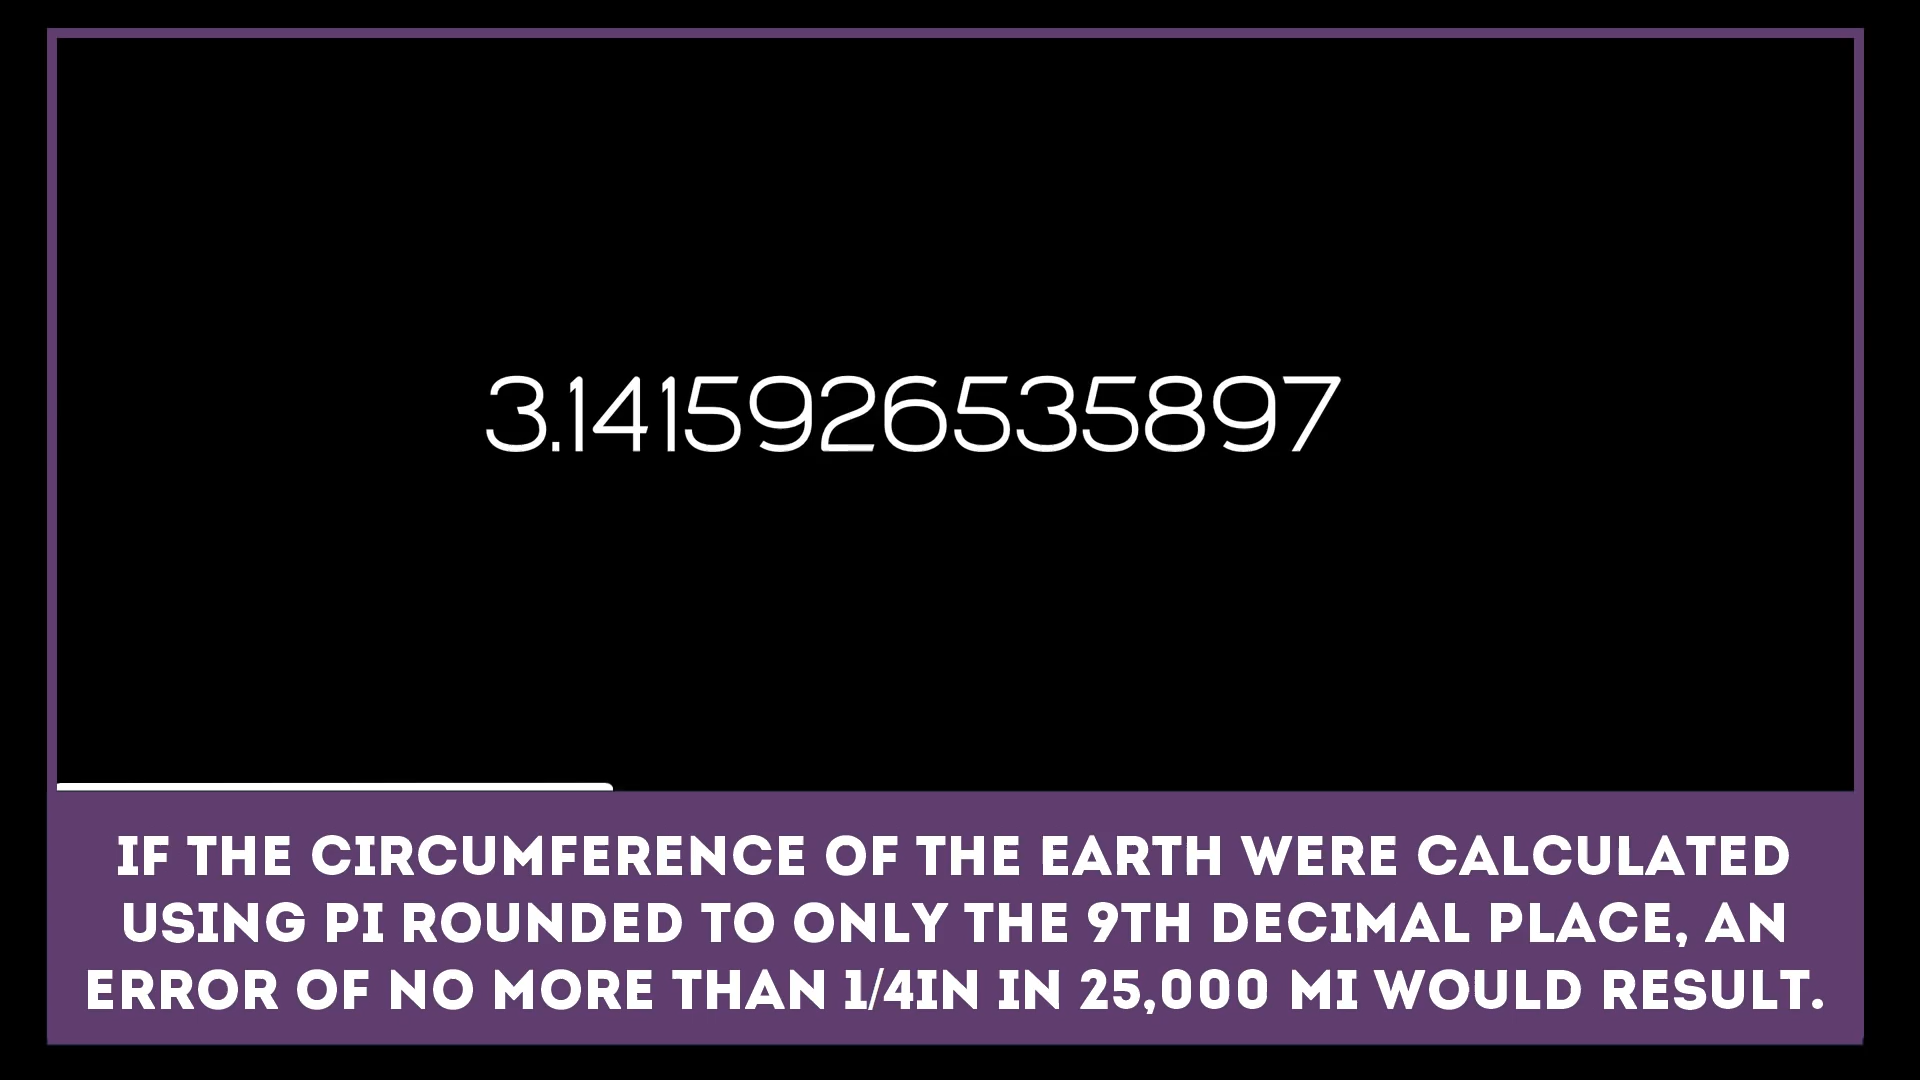 3.1415926535897
IF THE CIRCUMFERENCE OF THE EARTH WERE CALCULATED
USING PI ROUNDED TO ONLY THE 9TH DECIMAL PLACE, AN
ERROR OF NO MORE THAN 1/4IN IN 25,000 MI WOULD RESULT.